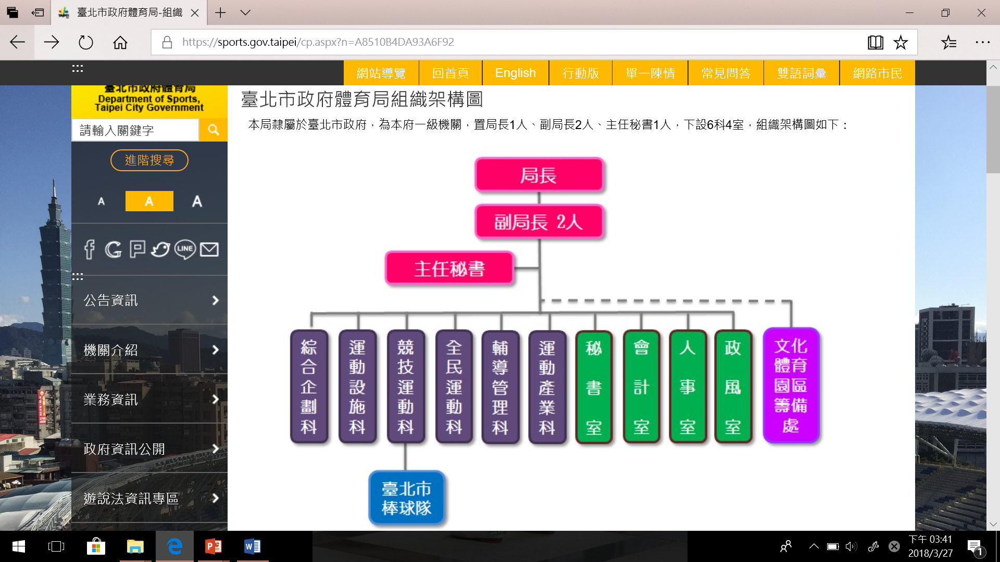 臺北市政府體育局-組織
https://sports.gov.taipei/cp.aspx?n=A8510B4DA93A6F92
網站導覽
回首頁
English
行動版
單一陳情
常見問答
雙語詞彙
網路市民
臺北市政府體育局
Department of Sports,
Taipei City Government
請輸入關鍵字
進階搜尋
A
A
A
LINE
公告資訊
機關介紹
業務資訊
政府資訊公開
遊說法資訊專區
臺北市政府體育局組織架構圖
本局隸屬於臺北市政府，為本府一級機關，置局長1人、副局長2人、主任秘書1人，下設6科4室，組織架構圖如下：
局長
副局長 2人
主任秘書
綜合企劃科
運動設施科
競技運動科
全民運動科
輔導管理科
運動產業科
秘書室
會計室
人事室
政風室
文化
體育
園區
籌備
處
臺北市
棒球隊
下午 03:41
2018/3/27
1